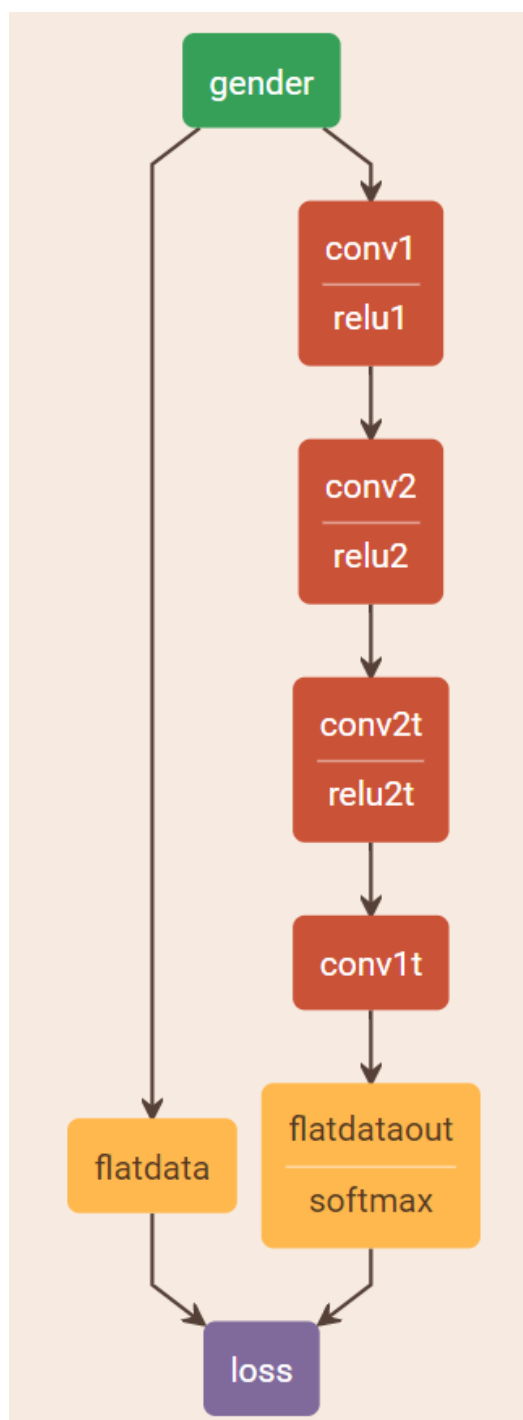 gender
conv1
relu1
conv2
relu2
conv2t
relu2t
conv1t
flatdataout
flatdata
softmax
loss